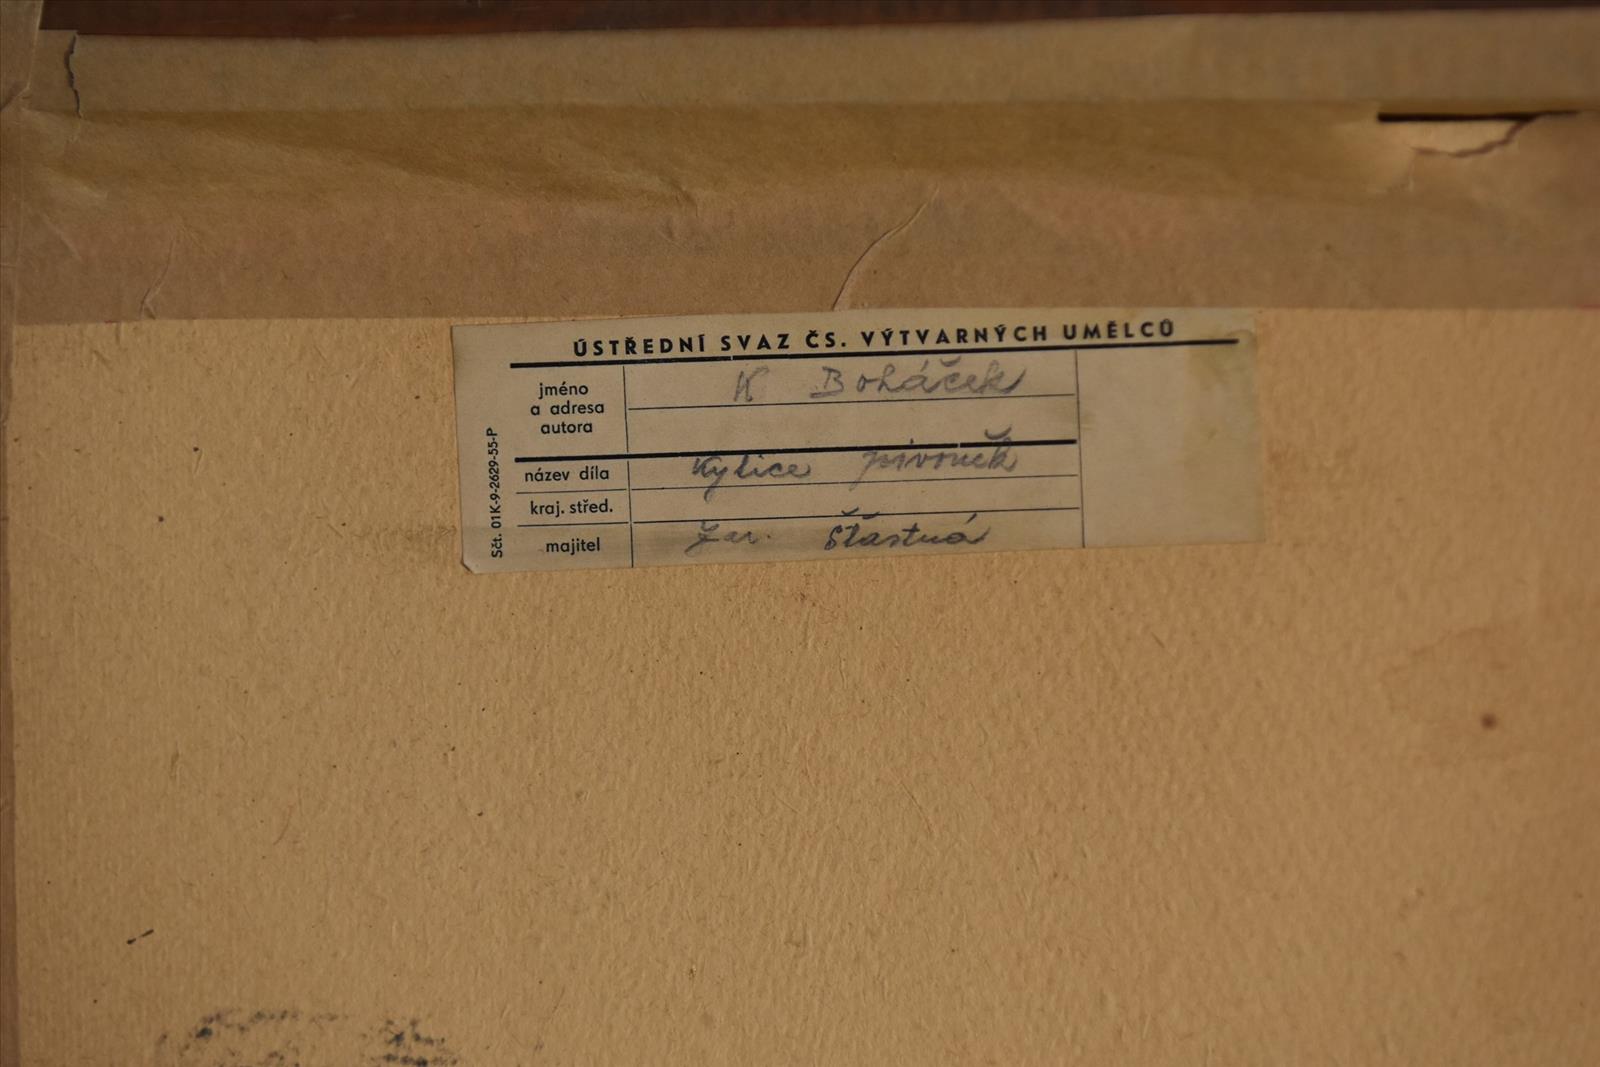 ÚSTŘEDNÍ SVAZ ČS. VÝTVARNÝCH UMĚLCŮ
jméno
a adresa
autora
K Boháček
název díla Kytice pivoněk
kraj. střed.
majitel Jar. Šťastná
Sčt. 01K-9-2629-55-P